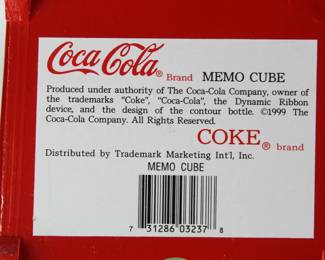 Coca-Cola® Brand MEMO CUBE
Produced under authority of The Coca-Cola Company, owner of
the trademarks “Coke”, “Coca-Cola”, the Dynamic Ribbon
device, and the design of the contour bottle. ©1999 The
Coca-Cola Company. All Rights Reserved.
COKE® brand
Distributed by Trademark Marketing Int'l, Inc.
MEMO CUBE
7 31286 03237 8